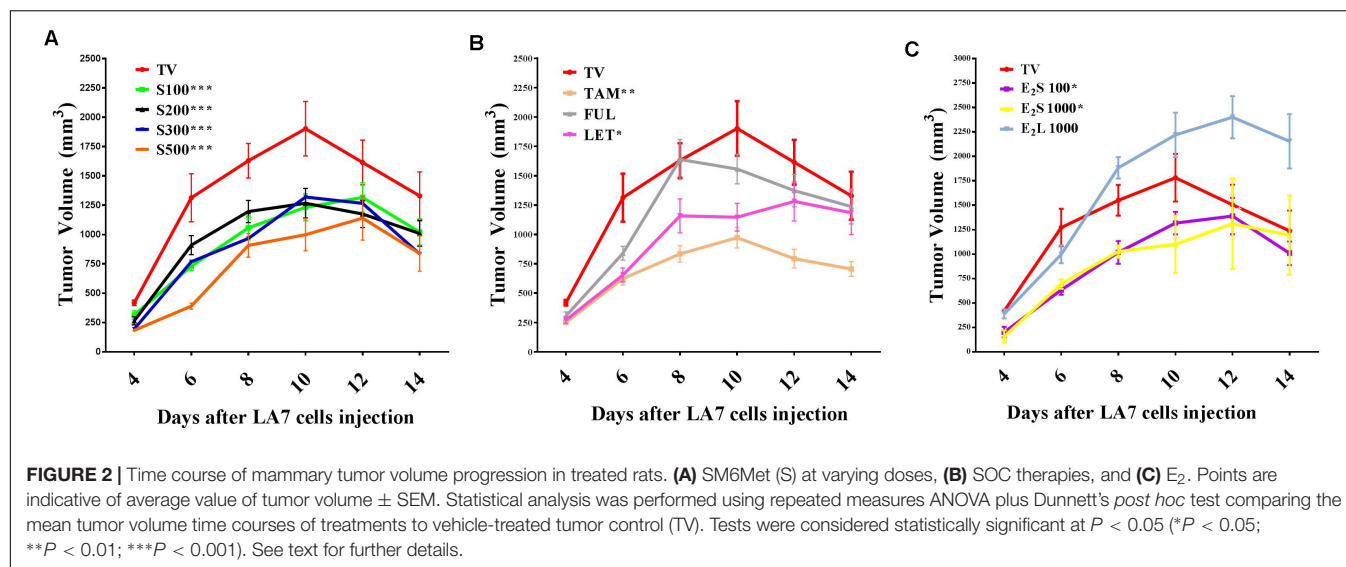 A
Tumor Volume (mm³)
2500
2250
2000
1750
1500
1250
1000
750
500
250
0
TV
S100***
S200***
S300***
S500***
4
6
8
10
12
14
Days after LA7 cells injection
B
Tumor Volume (mm³)
2500
2250
2000
1750
1500
1250
1000
750
500
250
0
TV
TAM**
FUL
LET*
4
6
8
10
12
14
Days after LA7 cells injection
C
Tumor Volume (mm³)
3000
2750
2500
2250
2000
1750
1500
1250
1000
750
500
250
0
TV
E₂S 100*
E₂S 1000*
E₂L 1000
4
6
8
10
12
14
Days after LA7 cells injection
FIGURE 2 | Time course of mammary tumor volume progression in treated rats. (A) SM6Met (S) at varying doses, (B) SOC therapies, and (C) E₂. Points are
indicative of average value of tumor volume ± SEM. Statistical analysis was performed using repeated measures ANOVA plus Dunnett's post hoc test comparing the
mean tumor volume time courses of treatments to vehicle-treated tumor control (TV). Tests were considered statistically significant at P < 0.05 (*P < 0.05;
**P < 0.01; ***P < 0.001). See text for further details.